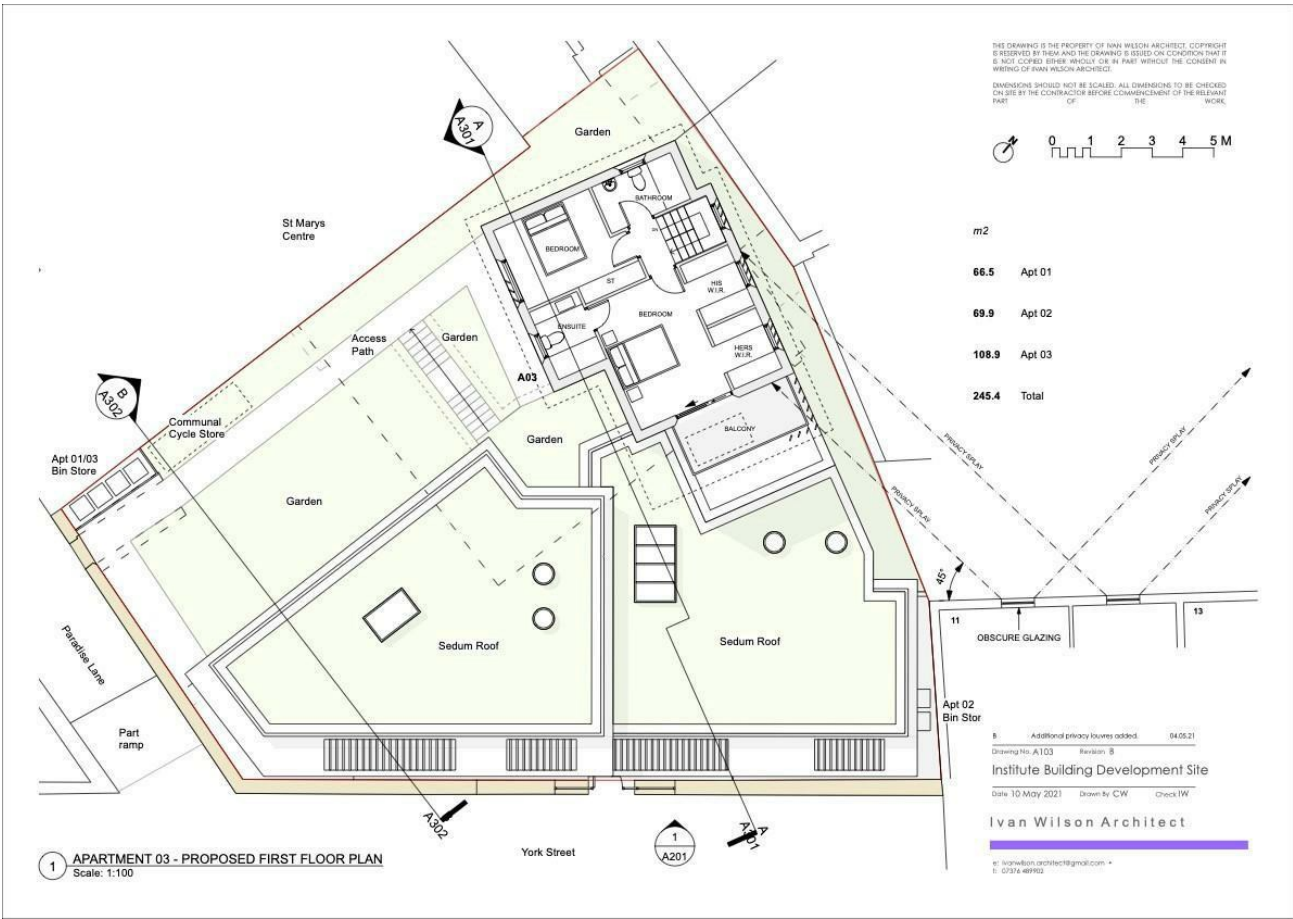 THIS DRAWING IS THE PROPERTY OF IVAN WILSON ARCHITECT. COPYRIGHT
IS RESERVED BY THEM AND THE DRAWING IS ISSUED ON CONDITION THAT IT
IS NOT COPIED EITHER WHOLLY OR IN PART WITHOUT THE CONSENT IN
WRITING OF IVAN WILSON ARCHITECT.
DIMENSIONS SHOULD NOT BE SCALED. ALL DIMENSIONS TO BE CHECKED
ON SITE BY THE CONTRACTOR BEFORE COMMENCEMENT OF THE RELEVANT
PART OF THE WORK.
N
0 1 2 3 4 5 M
m2
66.5 Apt 01
69.9 Apt 02
108.9 Apt 03
245.4 Total
A
A301
Garden
St Marys
Centre
BATHROOM
DN
BEDROOM
ST
HIS
W.I.R.
BEDROOM
ENSUITE
HERS
W.I.R.
A03
BALCONY
Access
Path
Garden
B
A302
Communal
Cycle Store
Garden
Apt 01/03
Bin Store
Garden
PRIVACY SPLAY
PRIVACY SPLAY
PRIVACY SPLAY
PRIVACY SPLAY
45°
11
13
OBSCURE GLAZING
Sedum Roof
Sedum Roof
Paradise Lane
Part
ramp
Apt 02
Bin Stor
A302
A
A301
1
A201
York Street
1
APARTMENT 03 - PROPOSED FIRST FLOOR PLAN
Scale: 1:100
B Additional privacy louvres added. 04.05.21
Drawing No. A103 Revision B
Institute Building Development Site
Date 10 May 2021 Drawn By CW Check IW
Ivan Wilson Architect
e: ivanwilson.architect@gmail.com •
t: 07376 489902